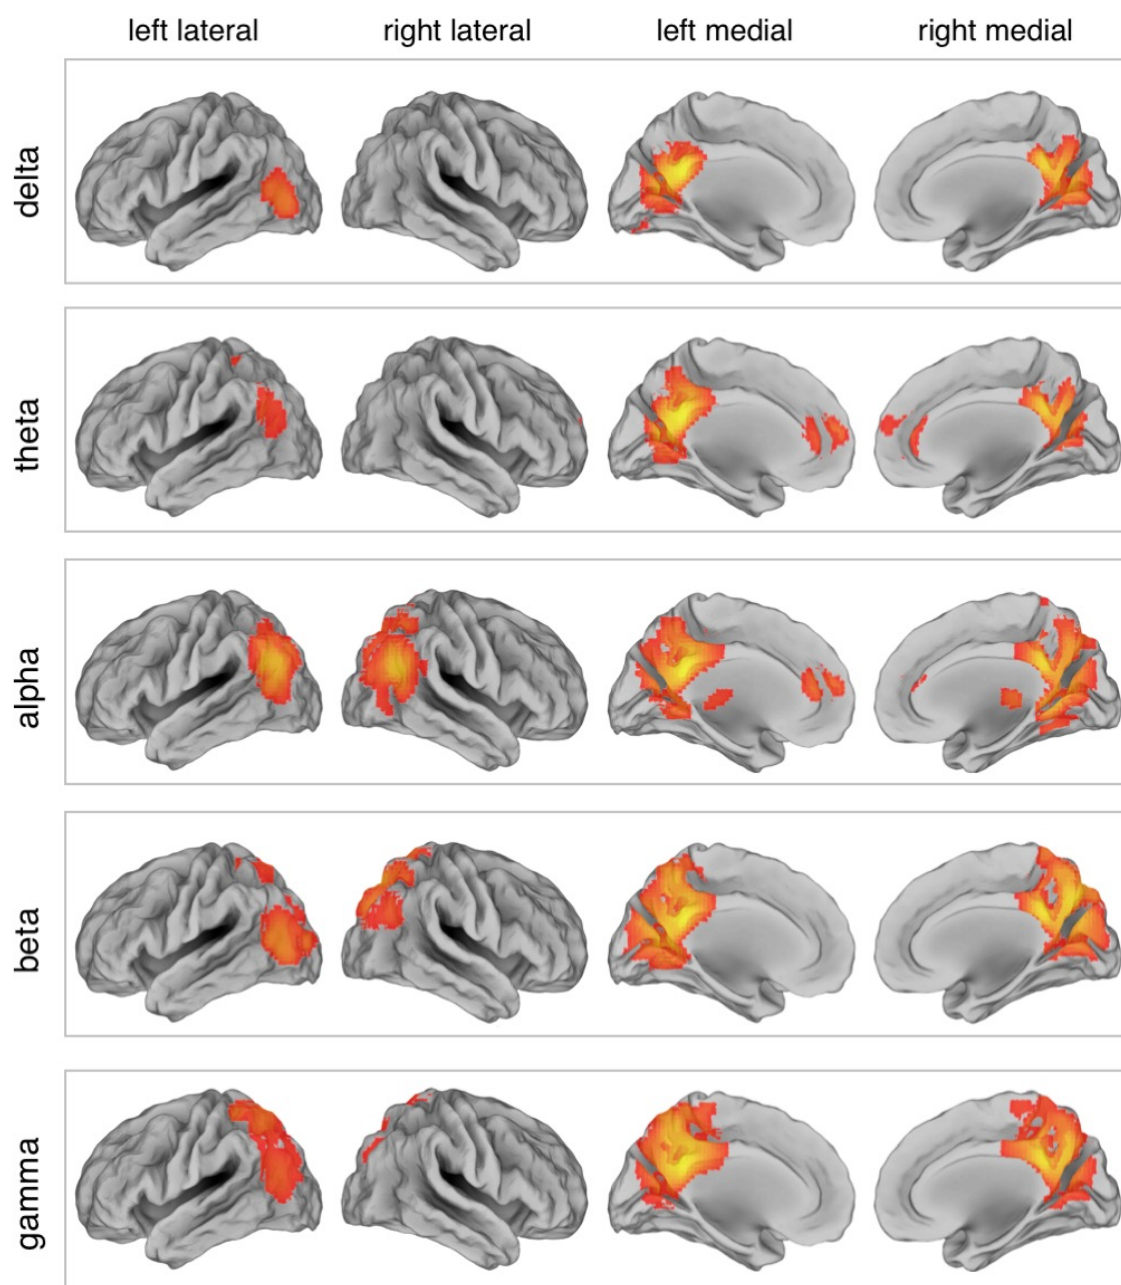 left lateral right lateral left medial right medial
delta
theta
alpha
beta
gamma